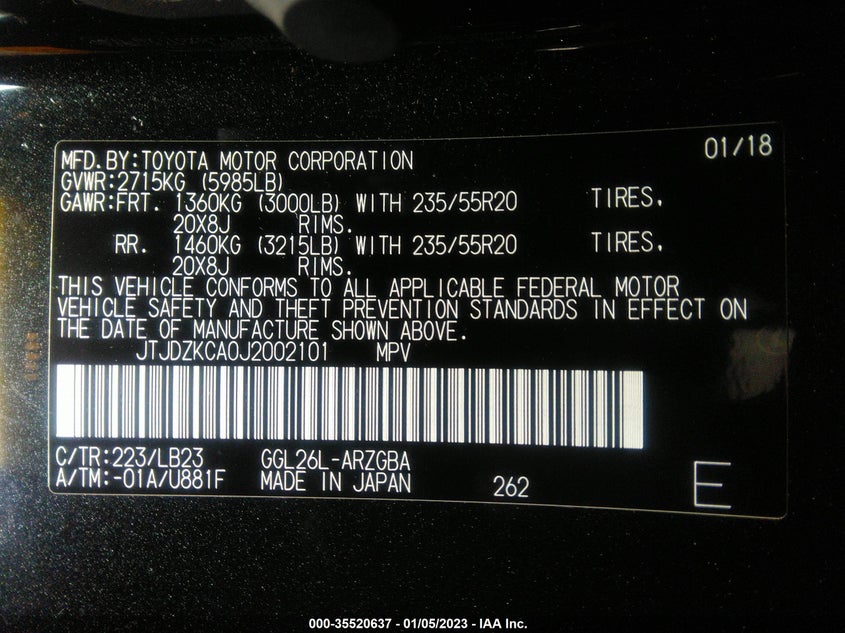 01/18
MFD.BY:TOYOTA MOTOR CORPORATION
GVWR:2715KG (5985LB)
GAWR:FRT. 1360KG (3000LB) WITH 235/55R20 TIRES,
20X8J RIMS.
RR. 1460KG (3215LB) WITH 235/55R20 TIRES,
20X8J RIMS.
THIS VEHICLE CONFORMS TO ALL APPLICABLE FEDERAL MOTOR
VEHICLE SAFETY AND THEFT PREVENTION STANDARDS IN EFFECT ON
THE DATE OF MANUFACTURE SHOWN ABOVE.
JTJDZKCA0J2002101 MPV
C/TR:223/LB23 GGL26L-ARZGBA
A/TM:-01A/U881F MADE IN JAPAN 262 E
000-35520637 - 01/05/2023 - IAA Inc.